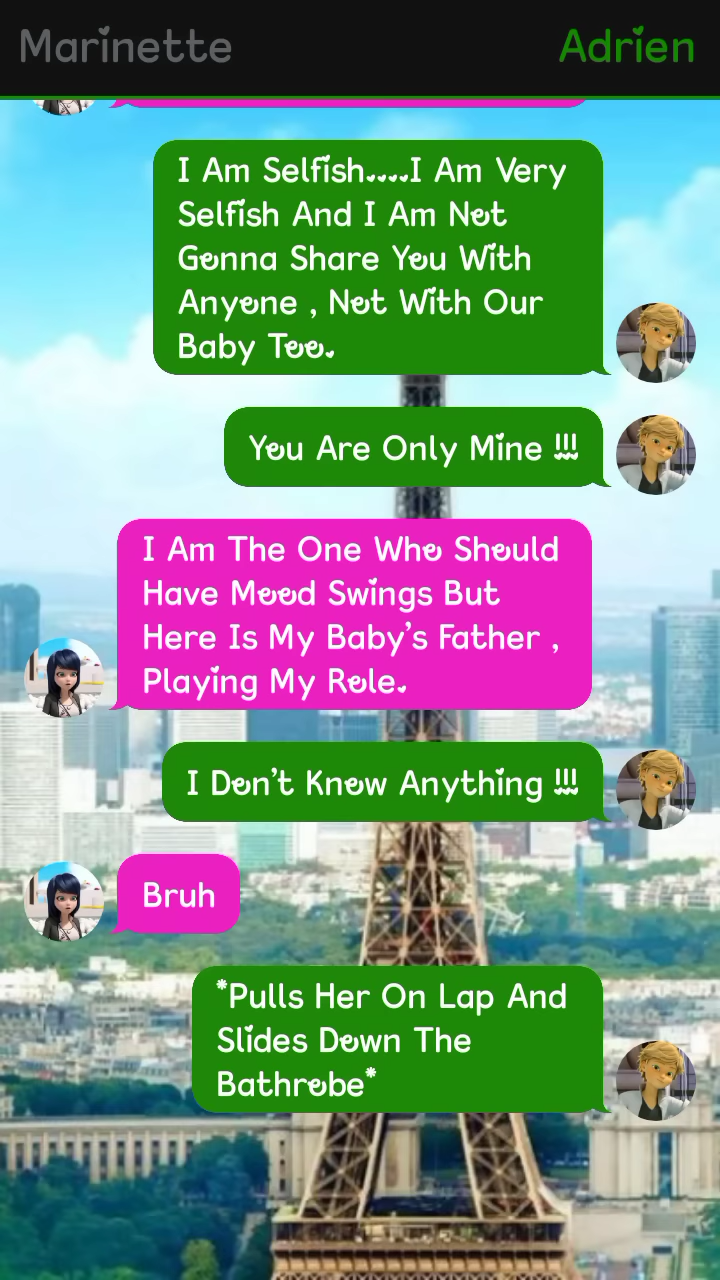 Marinette Adrien
I Am Selfish....I Am Very
Selfish And I Am Not
Gonna Share You With
Anyone , Not With Our
Baby Too.
You Are Only Mine !!!
I Am The One Who Should
Have Mood Swings But
Here Is My Baby's Father ,
Playing My Role.
I Don't Know Anything !!!
Bruh
*Pulls Her On Lap And
Slides Down The
Bathrobe*